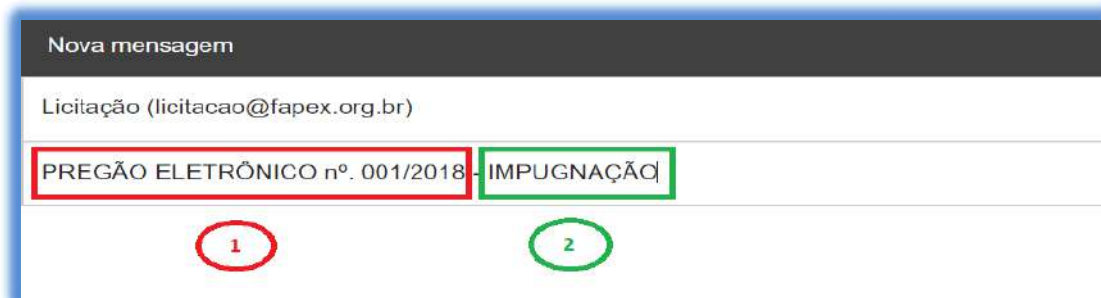 Nova mensagem
Licitação (licitacao@fapex.org.br)
PREGÃO ELETRÔNICO nº. 001/2018 - IMPUGNAÇÃO
1 2